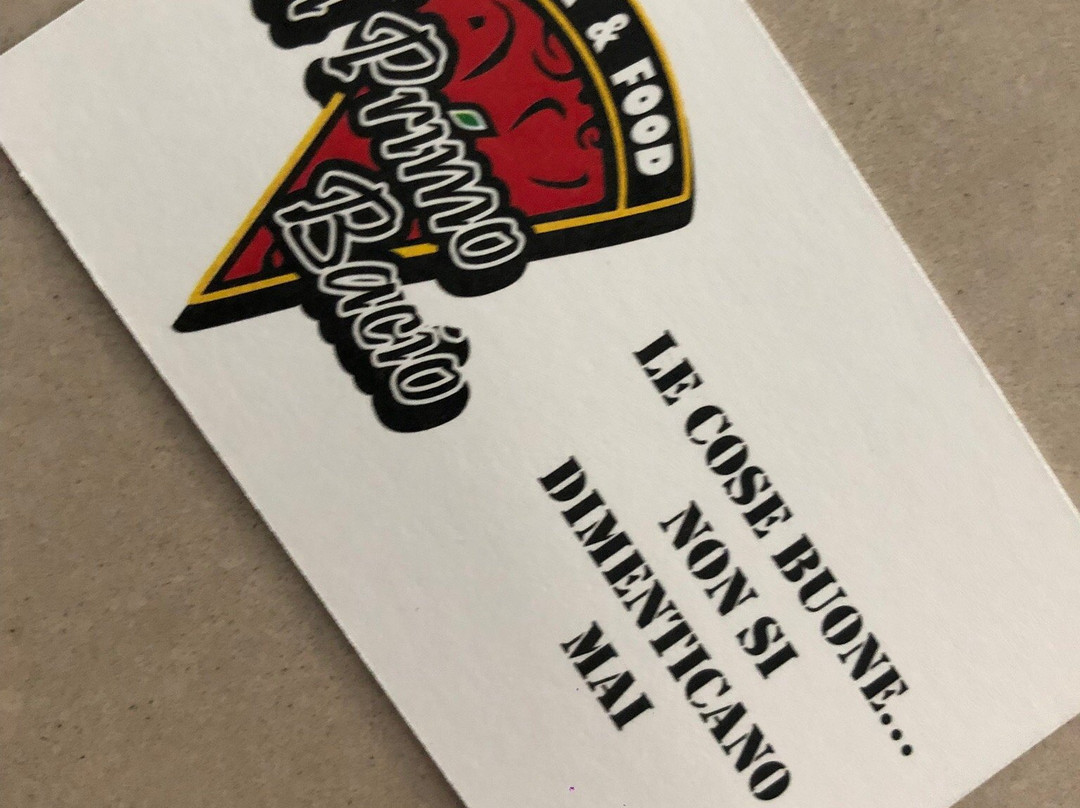 & FOOD
Primo
Bacio
LE COSE BUONE...
NON SI
DIMENTICANO
MAI